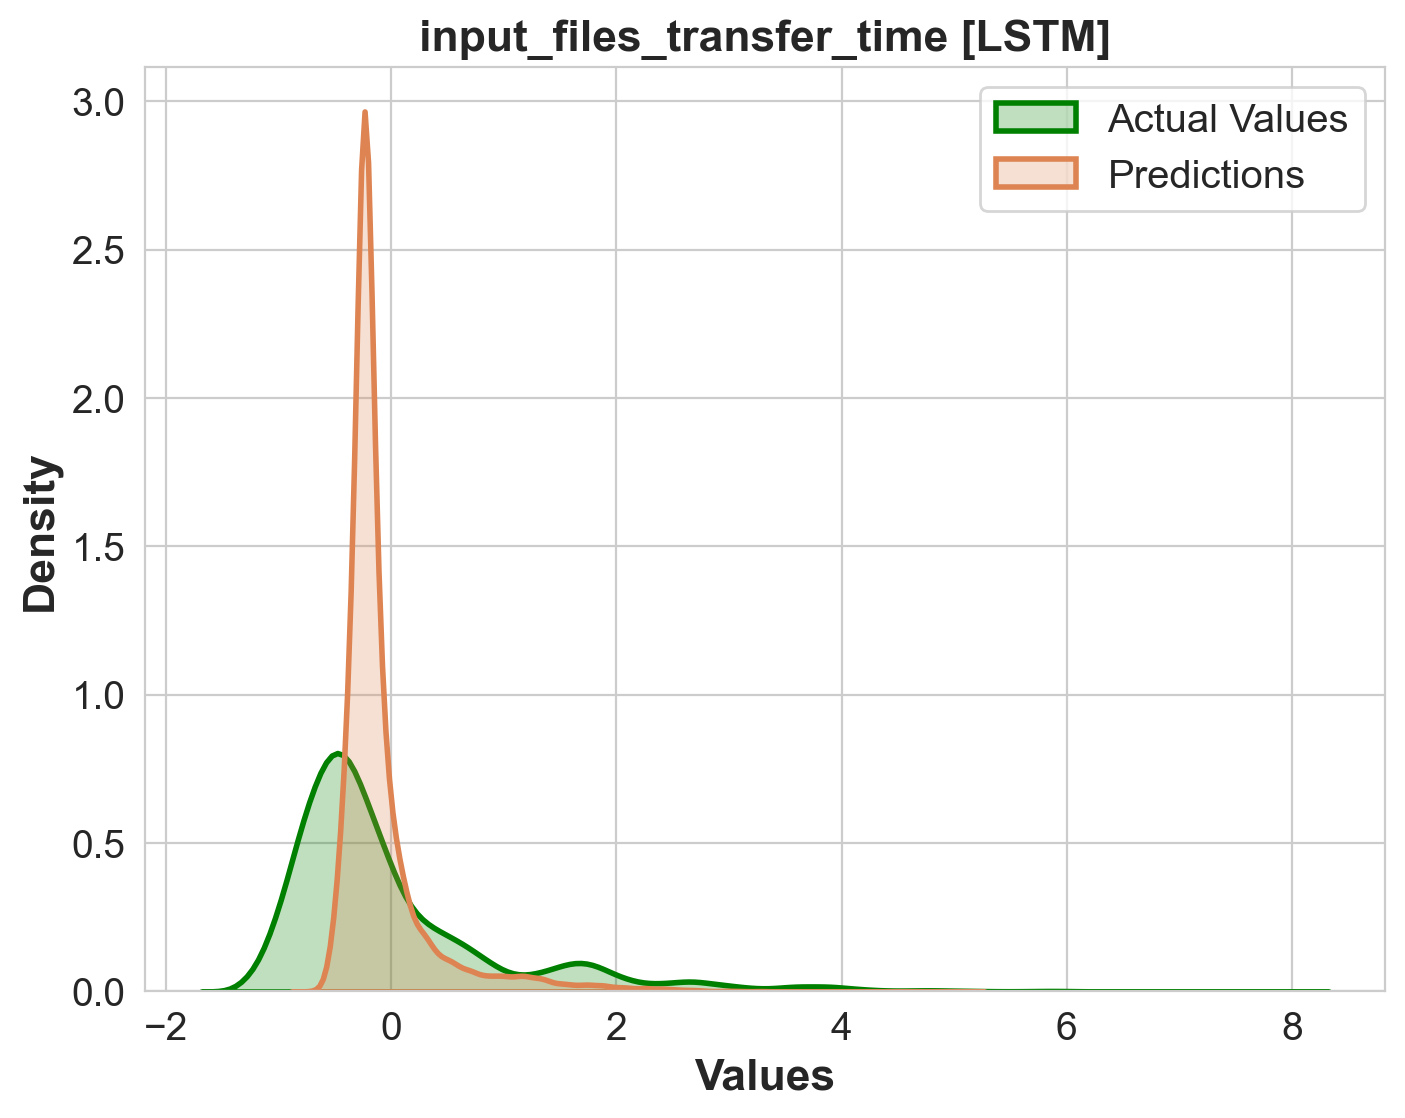 input_files_transfer_time [LSTM]
Actual Values
Predictions
3.0
2.5
2.0
1.5
1.0
0.5
0.0
Density
−2 0 2 4 6 8
Values